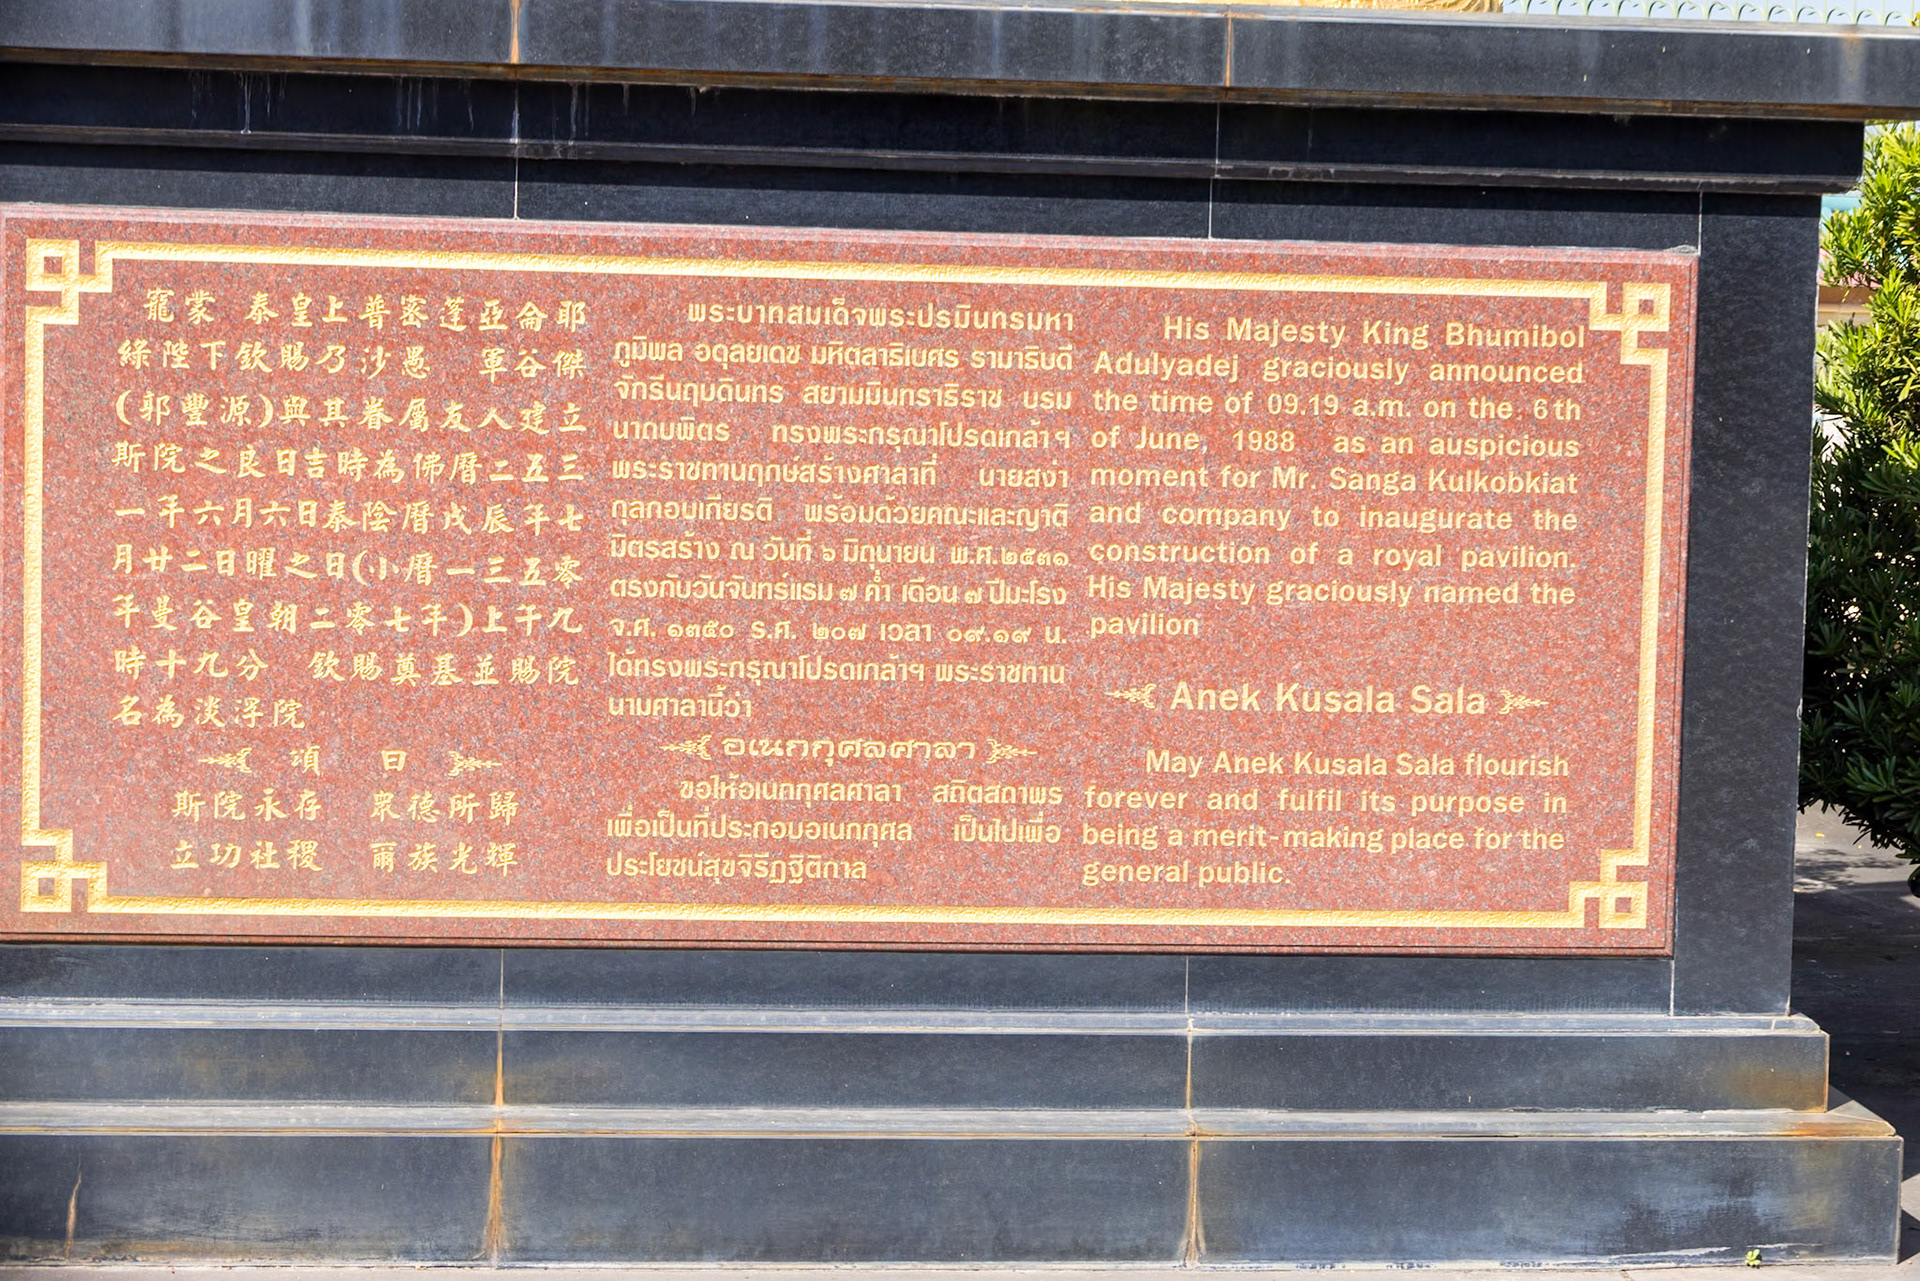 寵蒙 泰皇上普密蓬亞侖耶
綠陛下欽賜乃沙愚 軍谷傑
(郭豐源)與其眷屬友人建立
斯院之良日吉時為佛曆二五三
一年六月六日泰陰曆戊辰年七
月廿二日曜之日(小曆一三五零
年曼谷皇朝二零七年)上午九
時十九分 欽賜奠基並賜院
名為淡浮院
頌 曰
斯院永存 眾德所歸
立功社稷 爾族光輝
พระบาทสมเด็จพระปรมินทรมหา
ภูมิพล อดุลยเดช มหิตลาธิเบศร รามาธิบดี
จักรีนฤบดินทร สยามมินทราธิราช บรม
นาถบพิตร ทรงพระกรุณาโปรดเกล้าฯ
พระราชทานฤกษ์สร้างศาลาที่ นายสง่า
กุลกอบเกียรติ พร้อมด้วยคณะและญาติ
มิตรสร้าง ณ วันที่ ๖ มิถุนายน พ.ศ.๒๕๓๑
ตรงกับวันจันทร์แรม ๗ ค่ำ เดือน ๗ ปีมะโรง
จ.ศ. ๑๓๕๐ ร.ศ. ๒๐๗ เวลา ๐๙.๑๙ น.
ได้ทรงพระกรุณาโปรดเกล้าฯ พระราชทาน
นามศาลานี้ว่า
อเนกกุศลศาลา
ขอให้อเนกกุศลศาลา สถิตสถาพร
เพื่อเป็นที่ประกอบอเนกกุศล เป็นไปเพื่อ
ประโยชน์สุขจิรัฏฐิติกาล
His Majesty King Bhumibol
Adulyadej graciously announced
the time of 09.19 a.m. on the 6th
of June, 1988 as an auspicious
moment for Mr. Sanga Kulkobkiat
and company to inaugurate the
construction of a royal pavilion.
His Majesty graciously named the
pavilion
Anek Kusala Sala
May Anek Kusala Sala flourish
forever and fulfil its purpose in
being a merit-making place for the
general public.